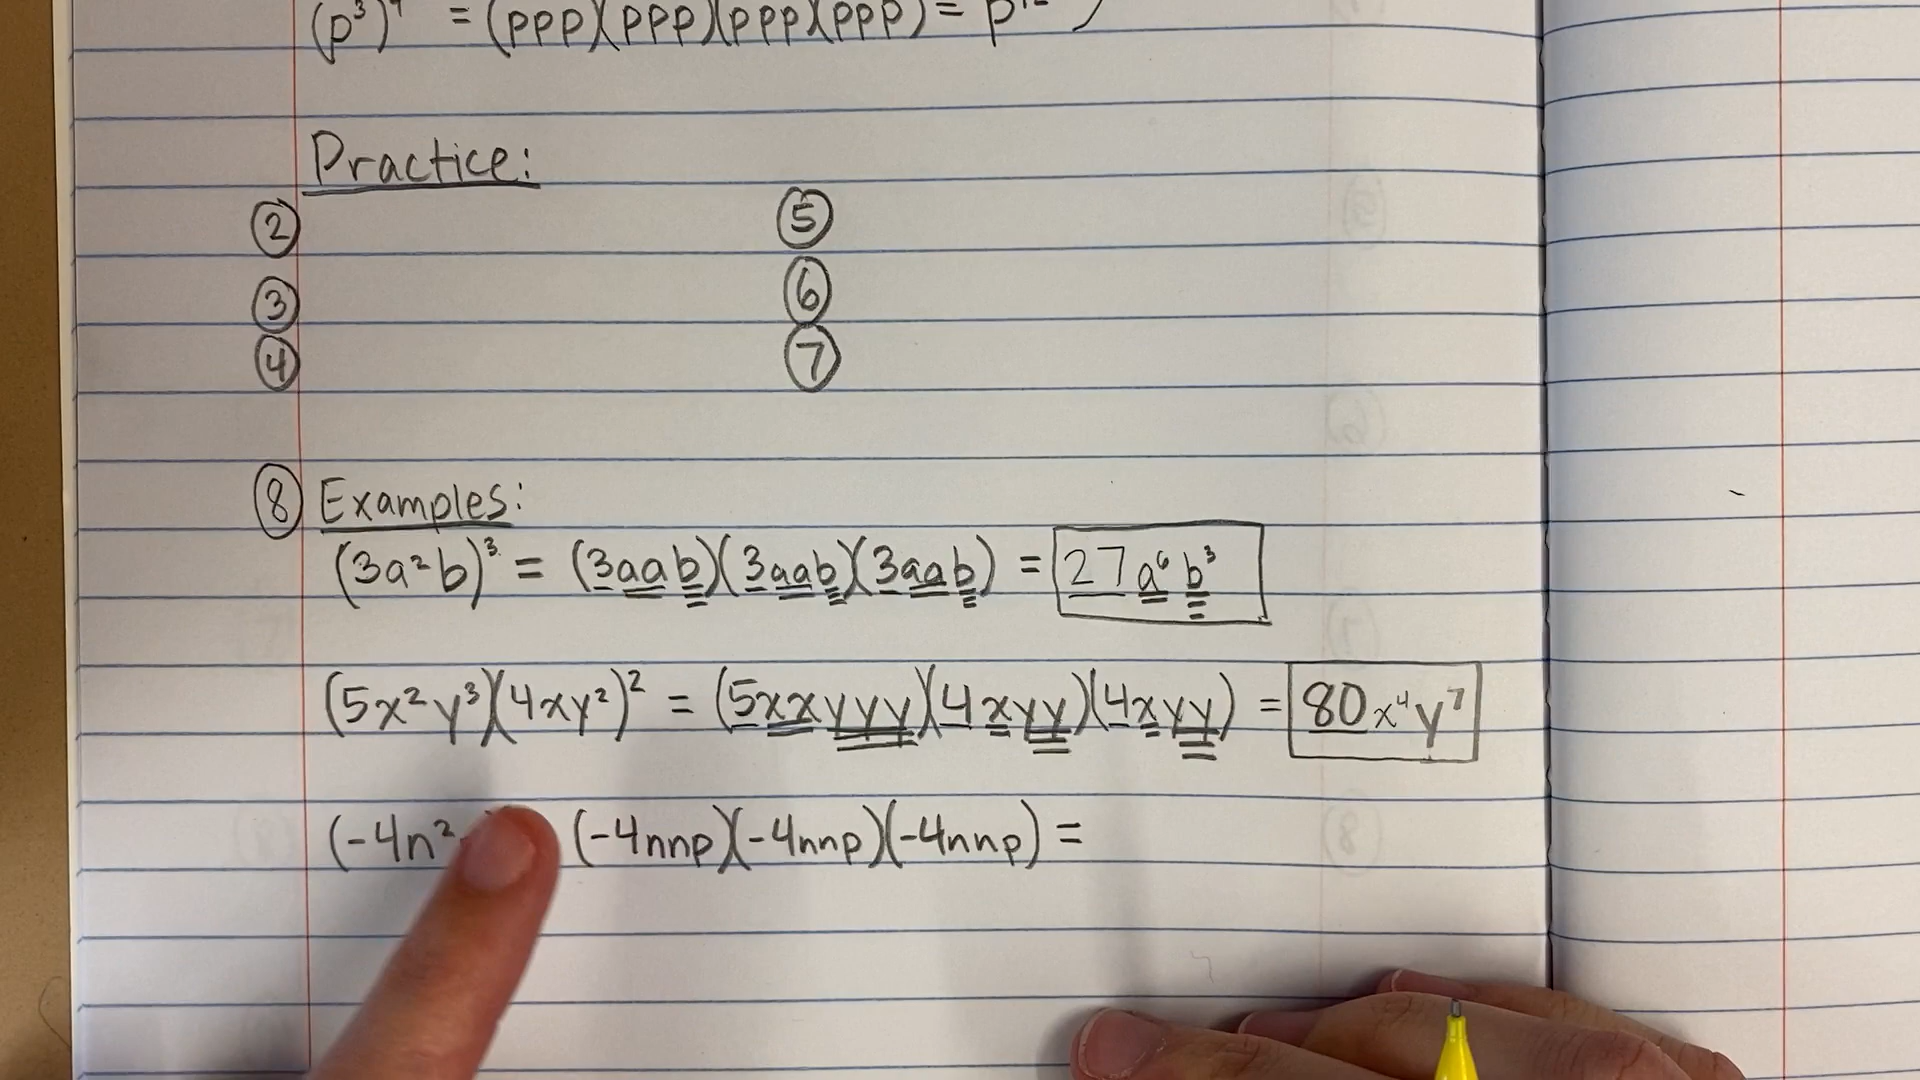 (p³)⁴ = (ppp)(ppp)(ppp)(ppp) = p¹²
Practice:
② ⑤
③ ⑥
④ ⑦
⑧ Examples:
(3a²b)³ = (3aab)(3aab)(3aab) = 27a⁶b³
(5x²y³)(4xy²)² = (5xxyyy)(4xyy)(4xyy) = 80x⁴y⁷
(-4n² (-4nnp)(-4nnp)(-4nnp) =